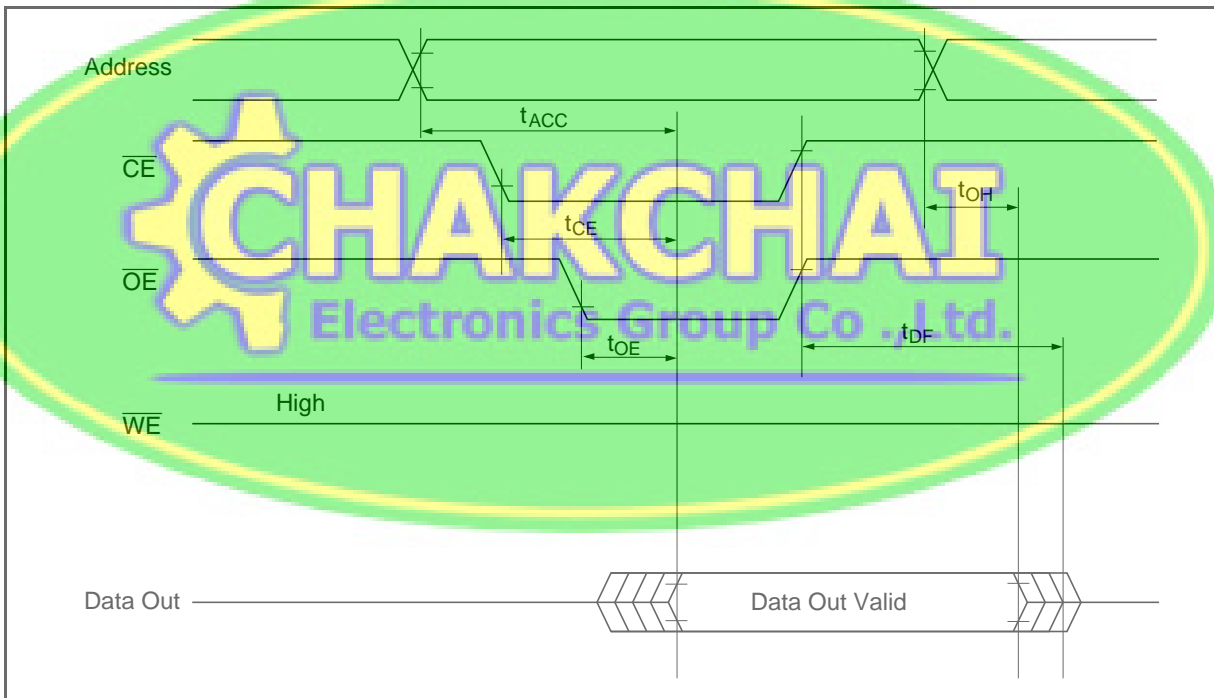 Address
tACC
CE
CHAKCHAI
tOH
tCE
OE
Electronics Group Co .,Ltd.
tDF
tOE
High
WE
Data Out
Data Out Valid